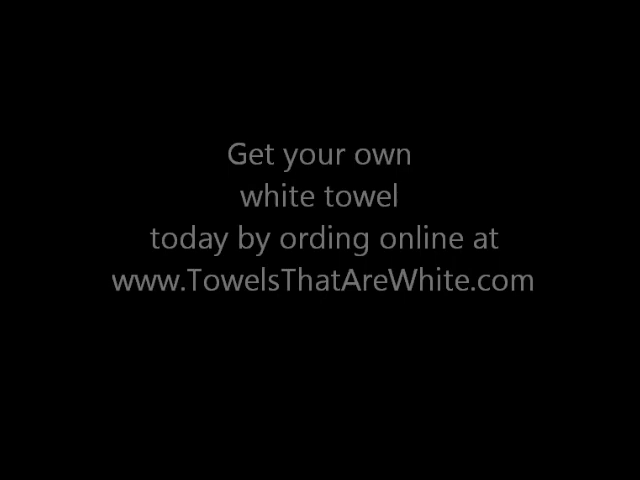 Get your own
white towel
today by ording online at
www.TowelsThatAreWhite.com